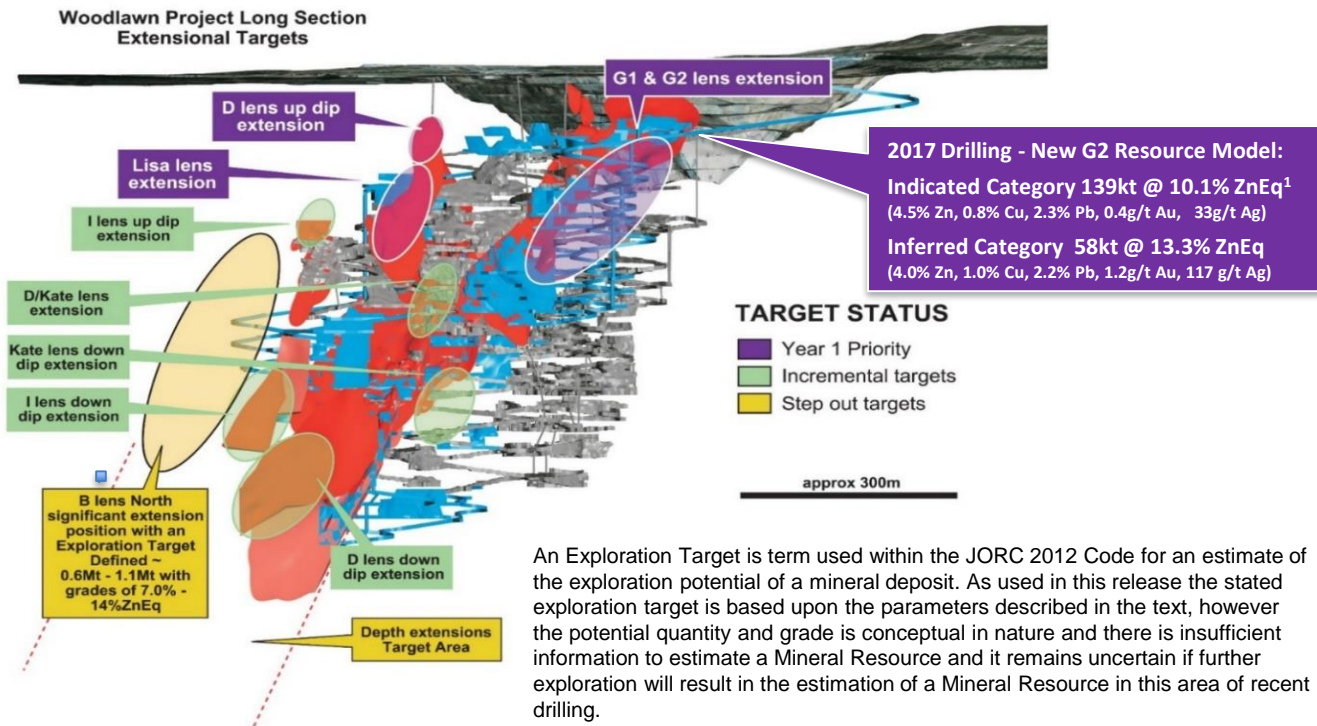 Woodlawn Project Long Section
Extensional Targets
G1 & G2 lens extension
D lens up dip
extension
Lisa lens
extension
2017 Drilling - New G2 Resource Model:
Indicated Category 139kt @ 10.1% ZnEq¹
(4.5% Zn, 0.8% Cu, 2.3% Pb, 0.4g/t Au, 33g/t Ag)
Inferred Category 58kt @ 13.3% ZnEq
(4.0% Zn, 1.0% Cu, 2.2% Pb, 1.2g/t Au, 117 g/t Ag)
I lens up dip
extension
D/Kate lens
extension
Kate lens down
dip extension
I lens down
dip extension
TARGET STATUS
Year 1 Priority
Incremental targets
Step out targets
approx 300m
B lens North
significant extension
position with an
Exploration Target
Defined ~
0.6Mt - 1.1Mt with
grades of 7.0% -
14%ZnEq
D lens down
dip extension
Depth extensions
Target Area
An Exploration Target is term used within the JORC 2012 Code for an estimate of
the exploration potential of a mineral deposit. As used in this release the stated
exploration target is based upon the parameters described in the text, however
the potential quantity and grade is conceptual in nature and there is insufficient
information to estimate a Mineral Resource and it remains uncertain if further
exploration will result in the estimation of a Mineral Resource in this area of recent
drilling.